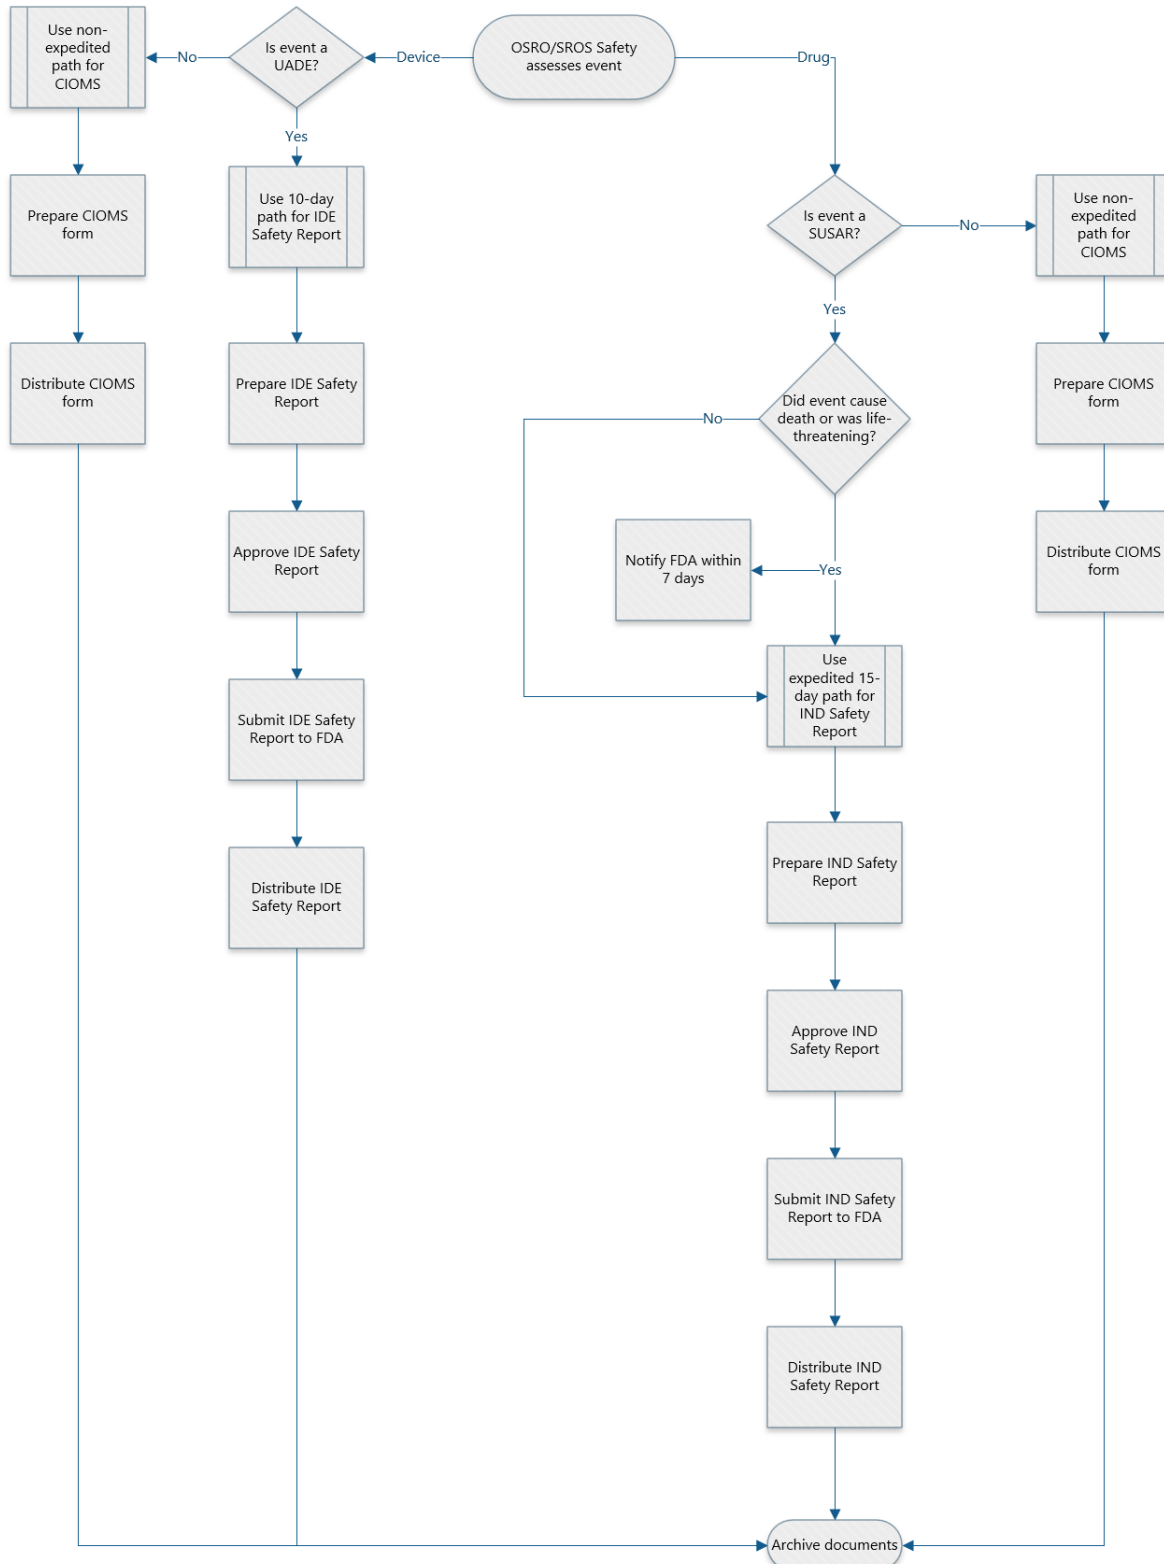 Use non-
expedited
path for
CIOMS
No
Is event a
UADE?
Device
OSRO/SROS Safety
assesses event
Drug
Yes
Use 10-day
path for IDE
Safety Report
Prepare CIOMS
form
Is event a
SUSAR?
No
Use non-
expedited
path for
CIOMS
Yes
Distribute CIOMS
form
Prepare IDE Safety
Report
Did event cause
death or was life-
threatening?
No
Prepare CIOMS
form
Approve IDE Safety
Report
Notify FDA within
7 days
Yes
Distribute CIOMS
form
Submit IDE Safety
Report to FDA
Use
expedited 15-
day path for
IND Safety
Report
Distribute IDE
Safety Report
Prepare IND Safety
Report
Approve IND
Safety Report
Submit IND Safety
Report to FDA
Distribute IND
Safety Report
Archive documents